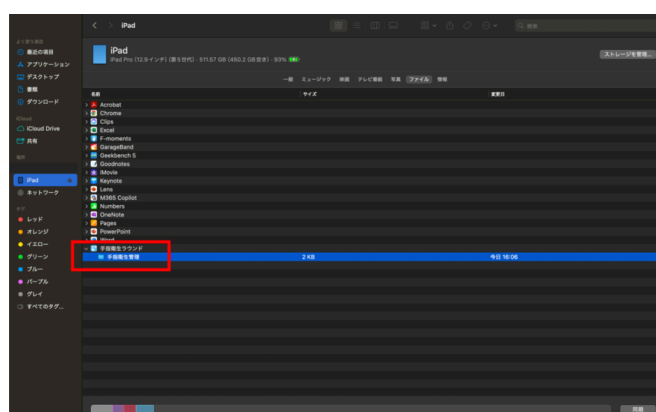 iPad
検索
よく使う項目
最近の項目
アプリケーション
デスクトップ
書類
ダウンロード
iCloud
iCloud Drive
共有
場所
iPad
ネットワーク
タグ
レッド
オレンジ
イエロー
グリーン
ブルー
パープル
グレイ
すべてのタグ...
iPad
iPad Pro (12.9インチ) (第5世代) · 511.57 GB (450.2 GB 空き) · 93%
ストレージを管理...
一般 ミュージック 映画 テレビ番組 写真 ファイル 情報
名前 サイズ 変更日
Acrobat
Chrome
Clips
Excel
F-moments
GarageBand
Geekbench 5
Goodnotes
iMovie
Keynote
Lens
M365 Copilot
Numbers
OneNote
Pages
PowerPoint
Word
手指衛生ラウンド
手指衛生管理 2 KB 今日 16:06
同期